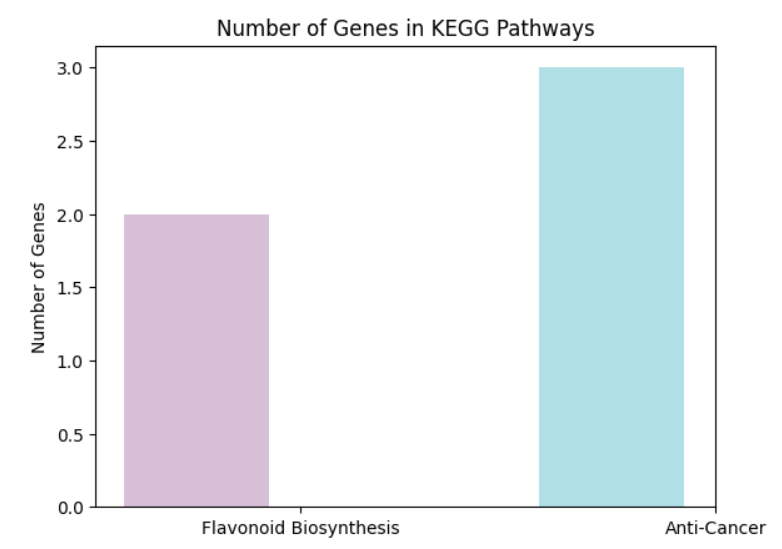 Number of Genes in KEGG Pathways
3.0
2.5
2.0
1.5
1.0
0.5
0.0
Number of Genes
Flavonoid Biosynthesis
Anti-Cancer